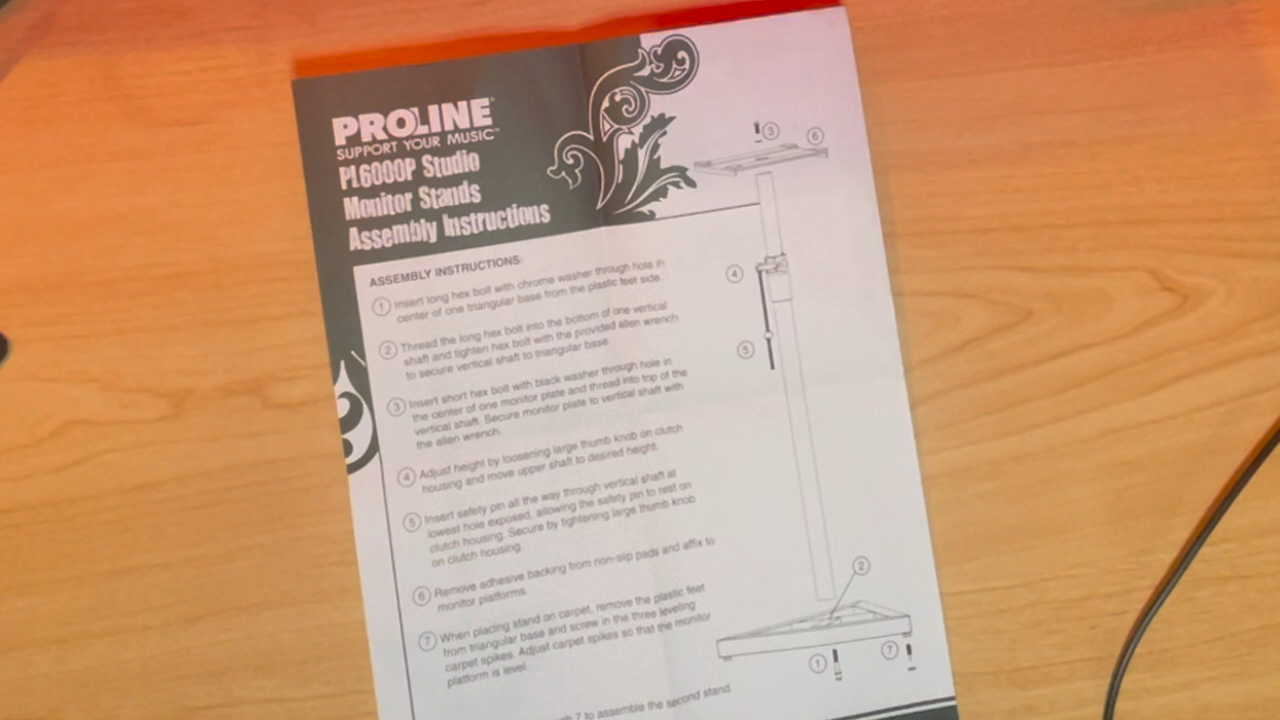 PROLINE®
SUPPORT YOUR MUSIC™
PL6000P Studio
Monitor Stands
Assembly Instructions
ASSEMBLY INSTRUCTIONS:
1 Insert long hex bolt with chrome washer through hole in
center of one triangular base from the plastic feet side.
2 Thread the long hex bolt into the bottom of one vertical
shaft and tighten hex bolt with the provided allen wrench
to secure vertical shaft to triangular base.
3 Insert short hex bolt with black washer through hole in
the center of one monitor plate and thread into top of the
vertical shaft. Secure monitor plate to vertical shaft with
the allen wrench.
4 Adjust height by loosening large thumb knob on clutch
housing and move upper shaft to desired height.
5 Insert safety pin all the way through vertical shaft at
lowest hole exposed, allowing the safety pin to rest on
clutch housing. Secure by tightening large thumb knob
on clutch housing.
6 Remove adhesive backing from non-slip pads and affix to
monitor platforms.
7 When placing stand on carpet, remove the plastic feet
from triangular base and screw in the three leveling
carpet spikes. Adjust carpet spikes so that the monitor
platform is level.
7 to assemble the second stand.
3
6
4
5
2
1
7